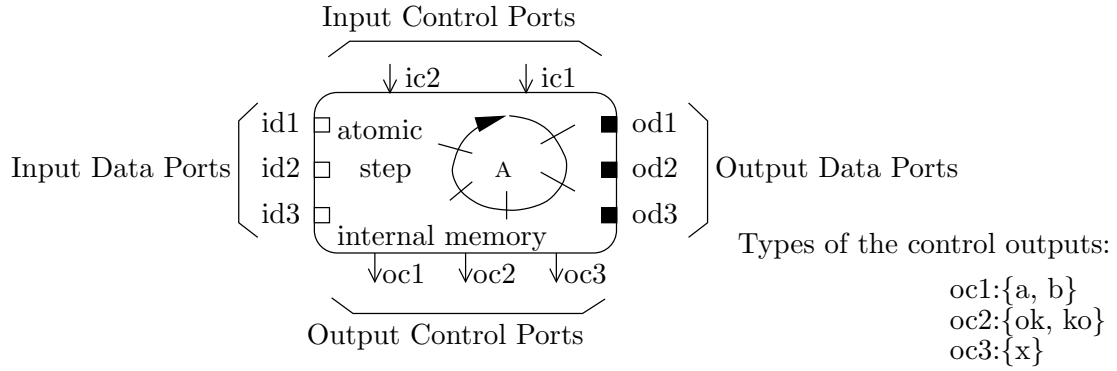 Input Control Ports
ic2 ic1
id1 atomic od1
Input Data Ports id2 step A od2 Output Data Ports
id3 od3
internal memory
Types of the control outputs:
oc1 oc2 oc3
oc1:{a, b}
Output Control Ports
oc2:{ok, ko}
oc3:{x}